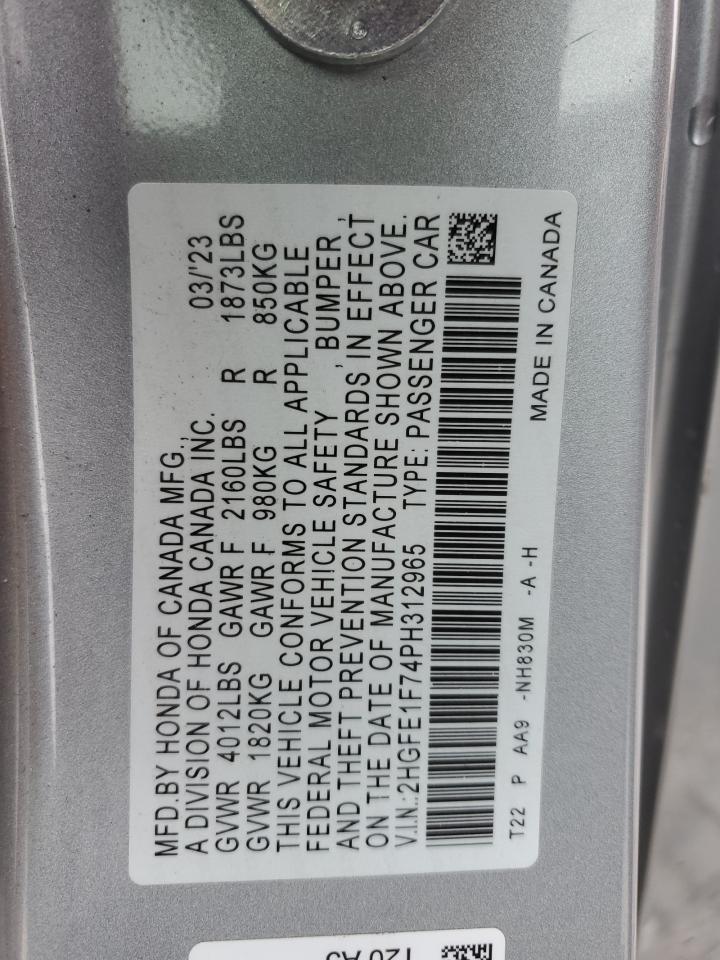 MFD.BY HONDA OF CANADA MFG.,
A DIVISION OF HONDA CANADA INC. 03/'23
GVWR 4012LBS GAWR F 2160LBS R 1873LBS
GVWR 1820KG GAWR F 980KG R 850KG
THIS VEHICLE CONFORMS TO ALL APPLICABLE
FEDERAL MOTOR VEHICLE SAFETY , BUMPER ,
AND THEFT PREVENTION STANDARDS IN EFFECT
ON THE DATE OF MANUFACTURE SHOWN ABOVE.
V.I.N.:2HGFE1F74PH312965 TYPE: PASSENGER CAR
T22 P AA9 -NH830M -A -H MADE IN CANADA